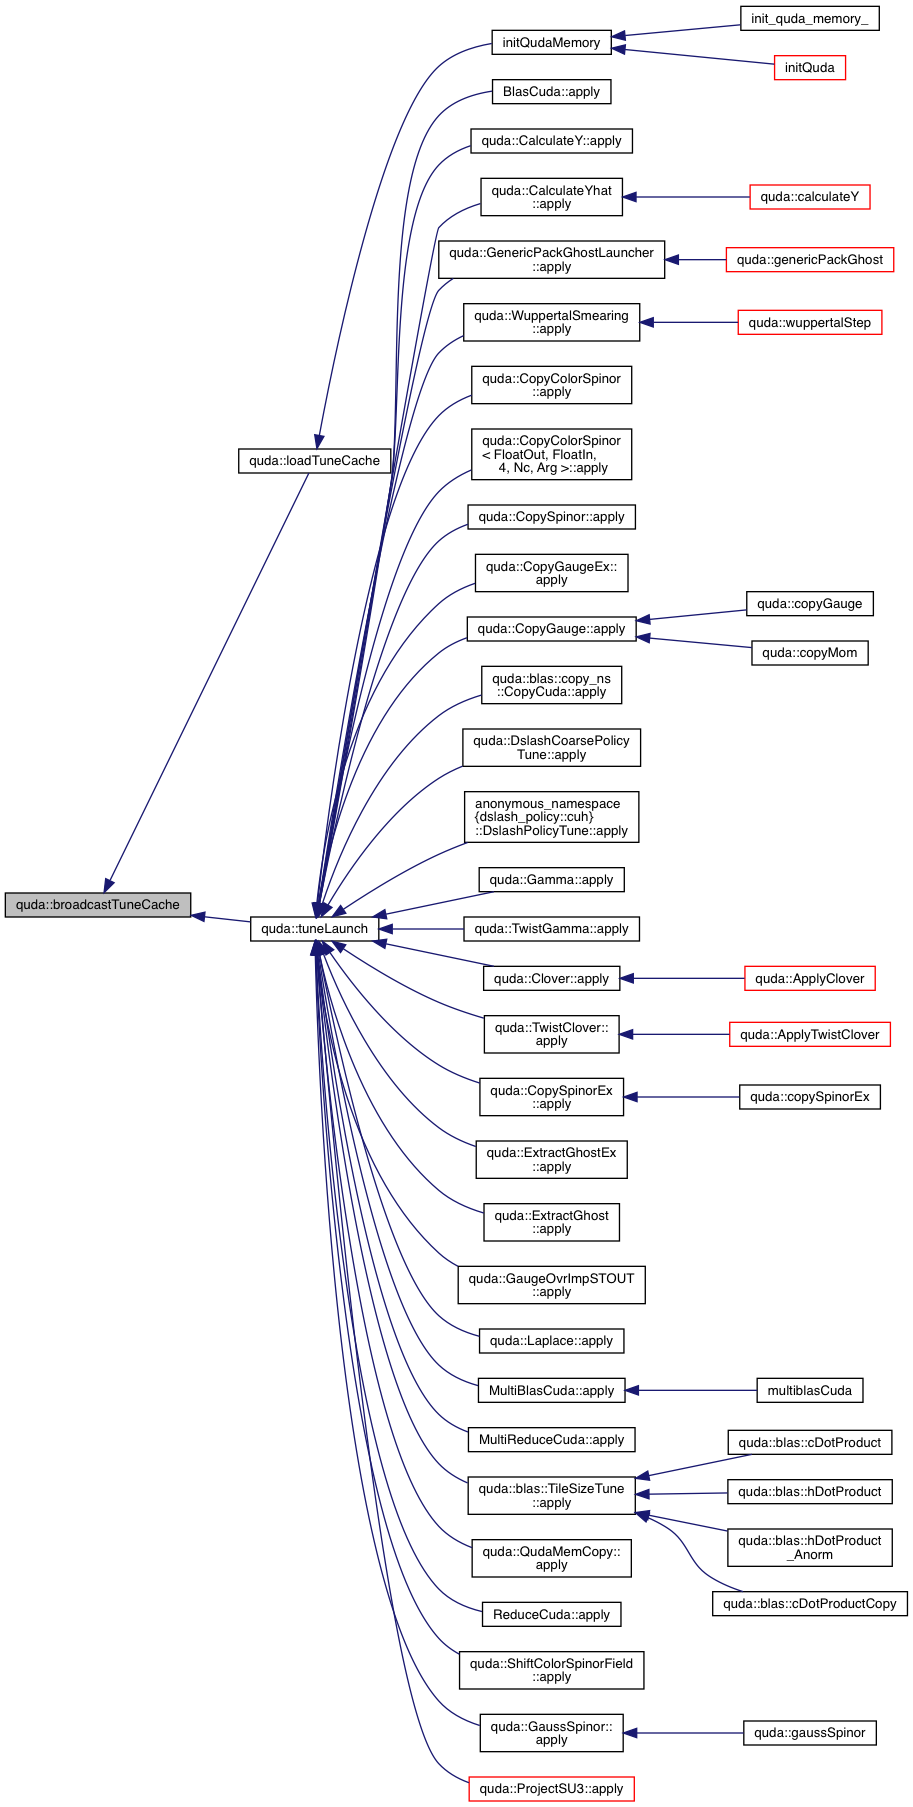 init_quda_memory_
initQudaMemory
initQuda
BlasCuda::apply
quda::CalculateY::apply
quda::CalculateYhat
::apply
quda::calculateY
quda::GenericPackGhostLauncher
::apply
quda::genericPackGhost
quda::WuppertalSmearing
::apply
quda::wuppertalStep
quda::CopyColorSpinor
::apply
quda::CopyColorSpinor
< FloatOut, FloatIn,
4, Nc, Arg >::apply
quda::loadTuneCache
quda::CopySpinor::apply
quda::CopyGaugeEx::
apply
quda::copyGauge
quda::CopyGauge::apply
quda::copyMom
quda::blas::copy_ns
::CopyCuda::apply
quda::DslashCoarsePolicy
Tune::apply
anonymous_namespace
{dslash_policy::cuh}
::DslashPolicyTune::apply
quda::Gamma::apply
quda::broadcastTuneCache
quda::tuneLaunch
quda::TwistGamma::apply
quda::Clover::apply
quda::ApplyClover
quda::TwistClover::
apply
quda::ApplyTwistClover
quda::CopySpinorEx
::apply
quda::copySpinorEx
quda::ExtractGhostEx
::apply
quda::ExtractGhost
::apply
quda::GaugeOvrImpSTOUT
::apply
quda::Laplace::apply
MultiBlasCuda::apply
multiblasCuda
MultiReduceCuda::apply
quda::blas::cDotProduct
quda::blas::TileSizeTune
::apply
quda::blas::hDotProduct
quda::blas::hDotProduct
_Anorm
quda::QudaMemCopy::
apply
quda::blas::cDotProductCopy
ReduceCuda::apply
quda::ShiftColorSpinorField
::apply
quda::GaussSpinor::
apply
quda::gaussSpinor
quda::ProjectSU3::apply